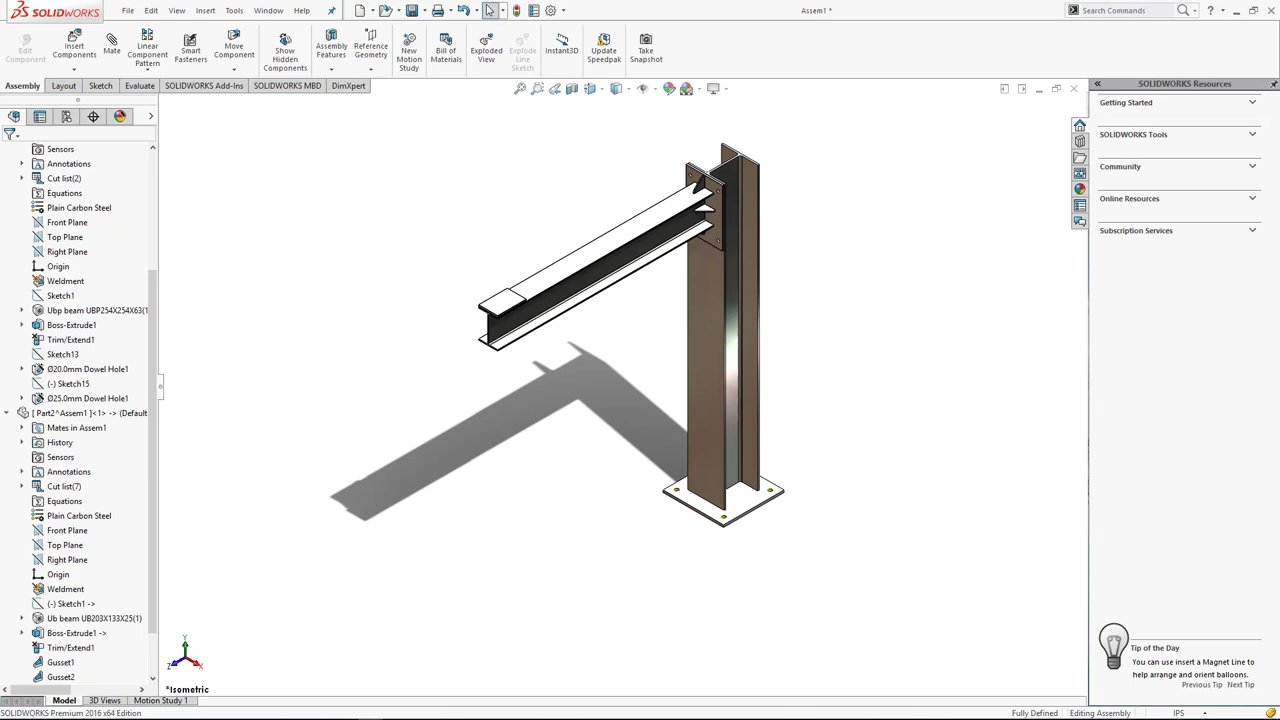 SOLIDWORKS
File Edit View Insert Tools Window Help
Assem1 *
Search Commands
Edit Component
Insert Components
Mate
Linear Component Pattern
Smart Fasteners
Move Component
Show Hidden Components
Assembly Features
Reference Geometry
New Motion Study
Bill of Materials
Exploded View
Explode Line Sketch
Instant3D
Update Speedpak
Take Snapshot
Assembly Layout Sketch Evaluate SOLIDWORKS Add-Ins SOLIDWORKS MBD DimXpert
SOLIDWORKS Resources
Getting Started
SOLIDWORKS Tools
Community
Online Resources
Subscription Services
Sensors
Annotations
Cut list(2)
Equations
Plain Carbon Steel
Front Plane
Top Plane
Right Plane
Origin
Weldment
Sketch1
Ubp beam UBP254X254X63(1
Boss-Extrude1
Trim/Extend1
Sketch13
Ø20.0mm Dowel Hole1
(-) Sketch15
Ø25.0mm Dowel Hole1
[ Part2^Assem1 ]<1> -> (Default
Mates in Assem1
History
Sensors
Annotations
Cut list(7)
Equations
Plain Carbon Steel
Front Plane
Top Plane
Right Plane
Origin
Weldment
(-) Sketch1 ->
Ub beam UB203X133X25(1)
Boss-Extrude1 ->
Trim/Extend1
Gusset1
Gusset2
Y
Z
X
*Isometric
Tip of the Day
You can use insert a Magnet Line to
help arrange and orient balloons.
Previous Tip Next Tip
Model 3D Views Motion Study 1
SOLIDWORKS Premium 2016 x64 Edition
Fully Defined Editing Assembly IPS